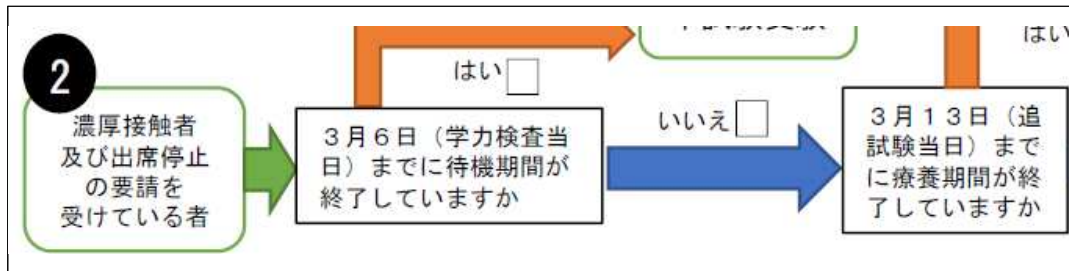 はい
はい
2
濃厚接触者
及び出席停止
の要請を
受けている者
3月6日（学力検査当
日）までに待機期間が
終了していますか
いいえ
3月13日（追
試験当日）まで
に療養期間が終
了していますか